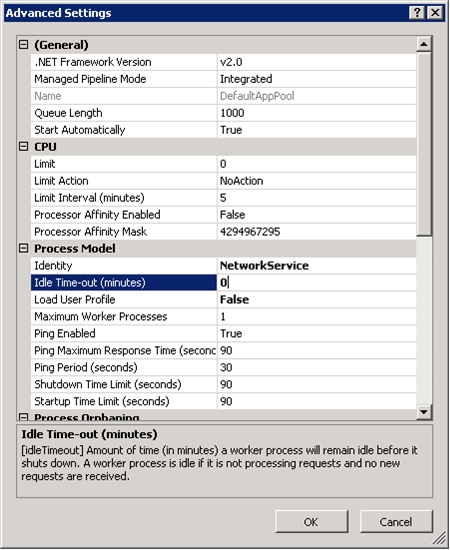 Advanced Settings
(General)
.NET Framework Version v2.0
Managed Pipeline Mode Integrated
Name DefaultAppPool
Queue Length 1000
Start Automatically True
CPU
Limit 0
Limit Action NoAction
Limit Interval (minutes) 5
Processor Affinity Enabled False
Processor Affinity Mask 4294967295
Process Model
Identity NetworkService
Idle Time-out (minutes) 0
Load User Profile False
Maximum Worker Processes 1
Ping Enabled True
Ping Maximum Response Time (second 90
Ping Period (seconds) 30
Shutdown Time Limit (seconds) 90
Startup Time Limit (seconds) 90
Process Orphaning
Idle Time-out (minutes)
[idleTimeout] Amount of time (in minutes) a worker process will remain idle before it
shuts down. A worker process is idle if it is not processing requests and no new
requests are received.
OK Cancel